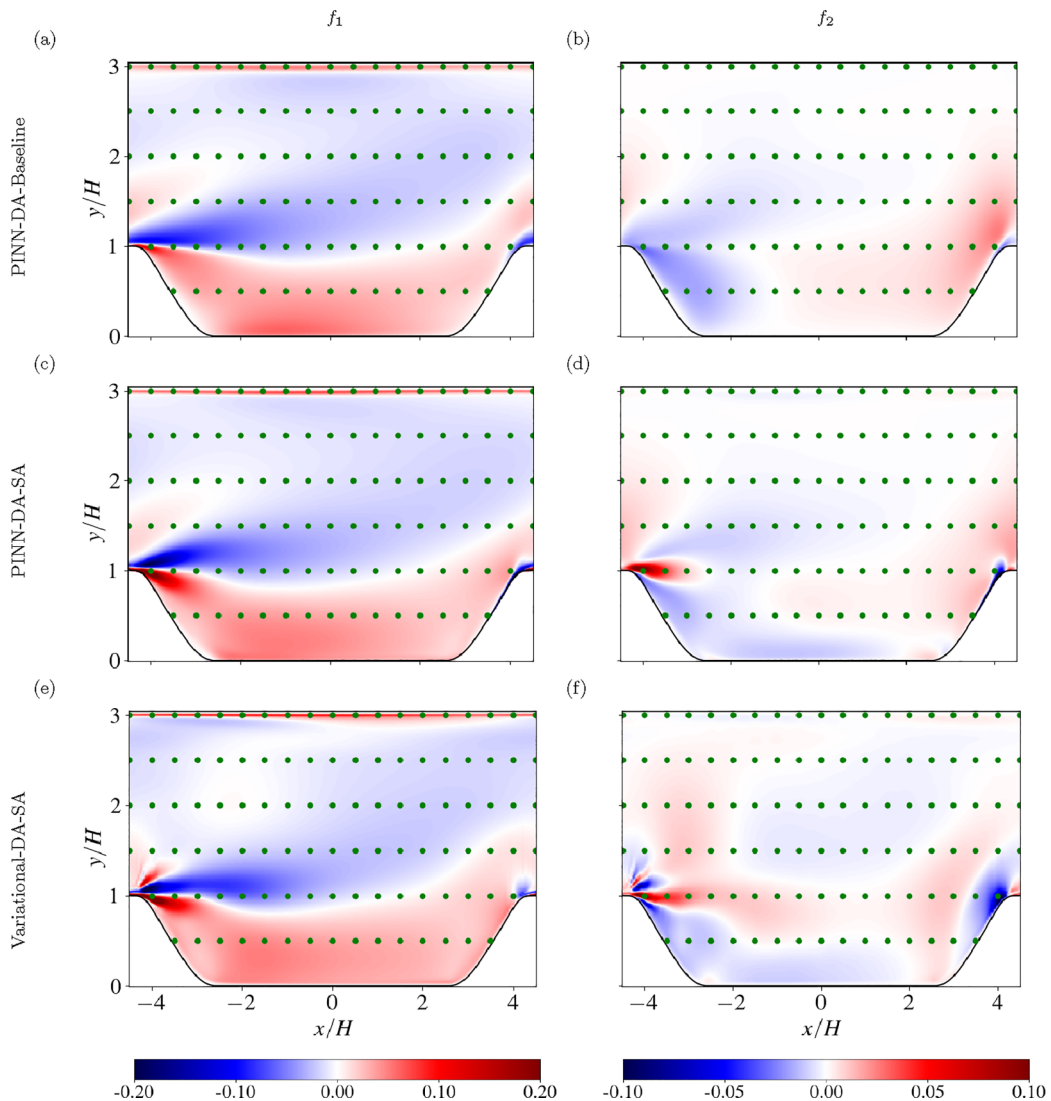 f₁ f₂
(a) (b)
PINN-DA-Baseline
y/H
3
2
1
0
(c) (d)
PINN-DA-SA
y/H
3
2
1
0
(e) (f)
Variational-DA-SA
y/H
3
2
1
0
−4 −2 0 2 4 −4 −2 0 2 4
x/H x/H
-0.20 -0.10 0.00 0.10 0.20 -0.10 -0.05 0.00 0.05 0.10